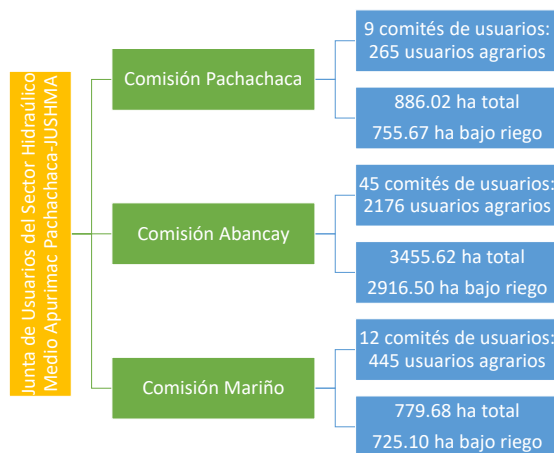 Junta de Usuarios del Sector Hidraúlico
Medio Apurimac Pachachaca-JUSHMA
Comisión Pachachaca
9 comités de usuarios:
265 usuarios agrarios
886.02 ha total
755.67 ha bajo riego
Comisión Abancay
45 comités de usuarios:
2176 usuarios agrarios
3455.62 ha total
2916.50 ha bajo riego
Comisión Mariño
12 comités de usuarios:
445 usuarios agrarios
779.68 ha total
725.10 ha bajo riego